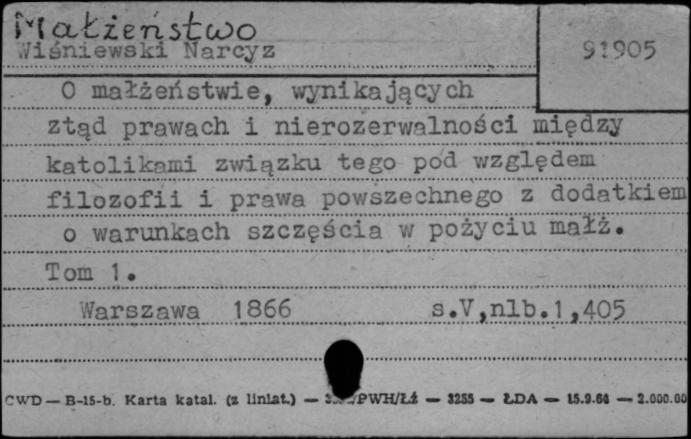 Małżeństwo
Wiśniewski Narcyz
91905
O małżeństwie, wynikających
ztąd prawach i nierozerwalności między
katolikami związku tego pod względem
filozofii i prawa powszechnego z dodatkiem
o warunkach szczęścia w pożyciu małż.
Tom 1.
Warszawa 1866 s.V,nlb.1,405
CWD — B-15-b. Karta katal. (z liniat.) — /PWH/Łź — 3255 — ŁDA — 15.9.66 — 2.000.00